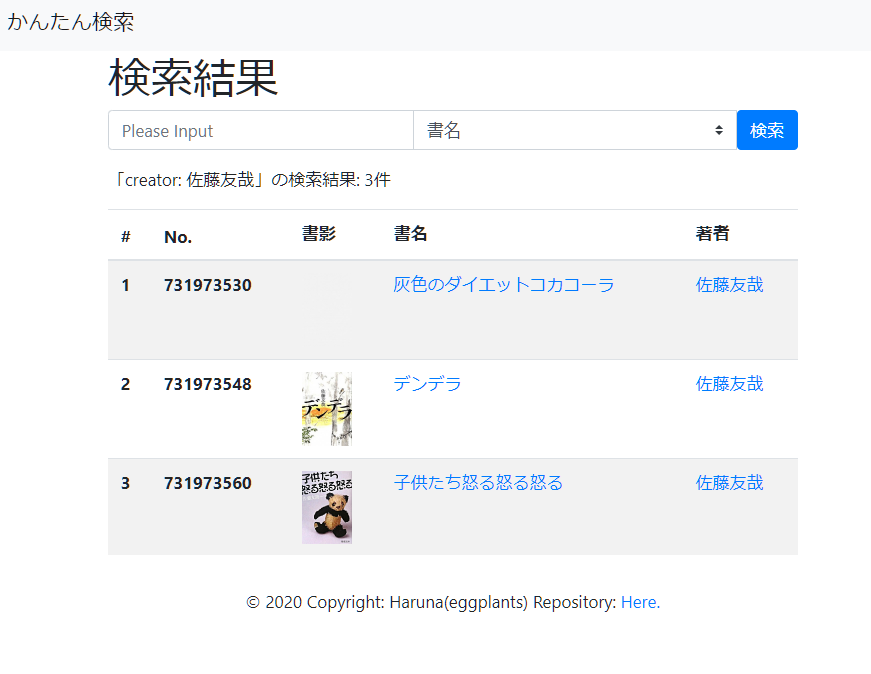 かんたん検索
検索結果
Please Input 書名 検索
「creator: 佐藤友哉」の検索結果: 3件
# No. 書影 書名 著者
1 731973530 灰色のダイエットコカコーラ 佐藤友哉
2 731973548 デンデラ 佐藤友哉
デンデラ
3 731973560 子供たち怒る怒る怒る 佐藤友哉
子供たち
怒る怒る怒る
© 2020 Copyright: Haruna(eggplants) Repository: Here.